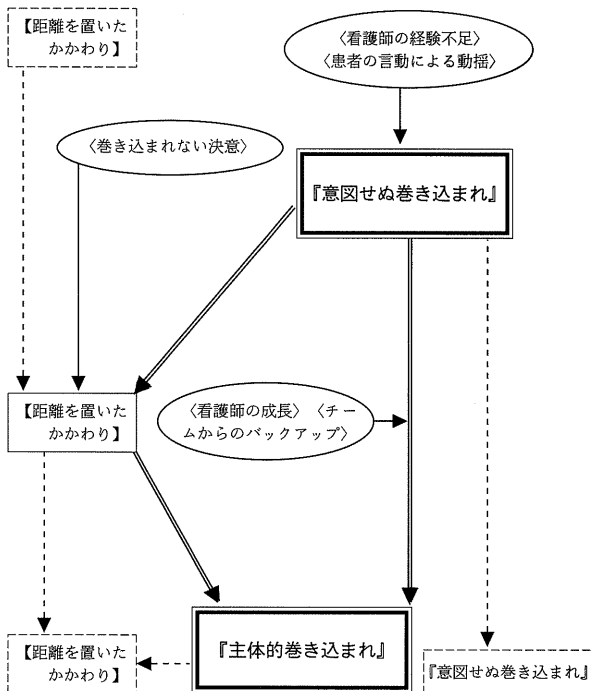 【距離を置いた
かかわり】
〈看護師の経験不足〉
〈患者の言動による動揺〉
〈巻き込まれない決意〉
『意図せぬ巻き込まれ』
【距離を置いた
かかわり】
〈看護師の成長〉〈チー
ムからのバックアップ〉
【距離を置いた
かかわり】
『主体的巻き込まれ』
『意図せぬ巻き込まれ』